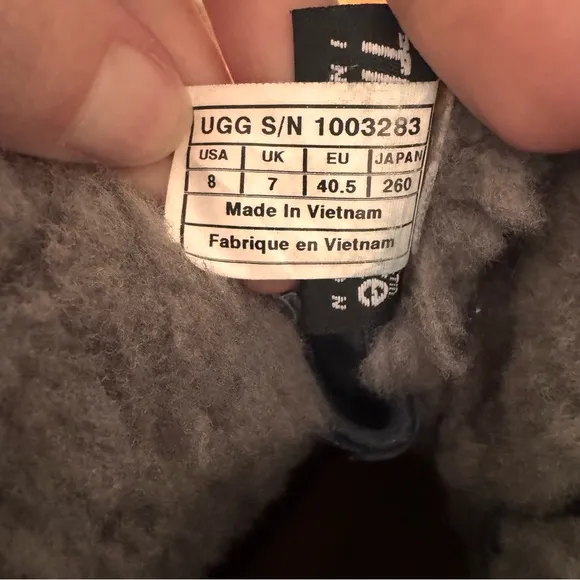 UGG S/N 1003283
USA UK EU JAPAN
8 7 40.5 260
Made In Vietnam
Fabrique en Vietnam